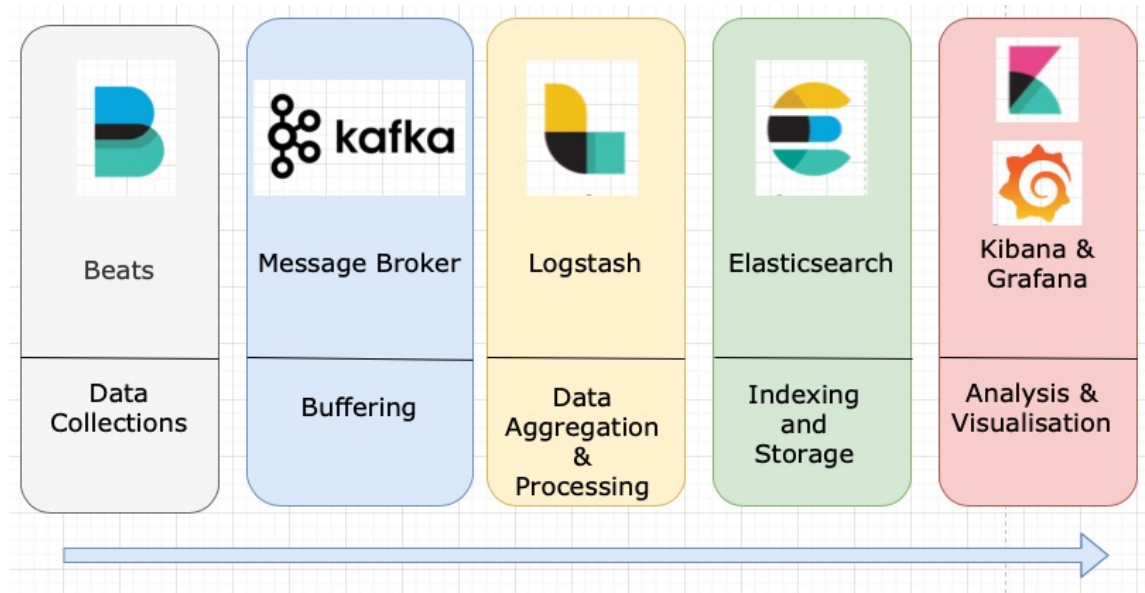 kafka
Beats
Message Broker
Logstash
Elasticsearch
Kibana &
Grafana
Data
Collections
Buffering
Data
Aggregation
&
Processing
Indexing
and
Storage
Analysis &
Visualisation